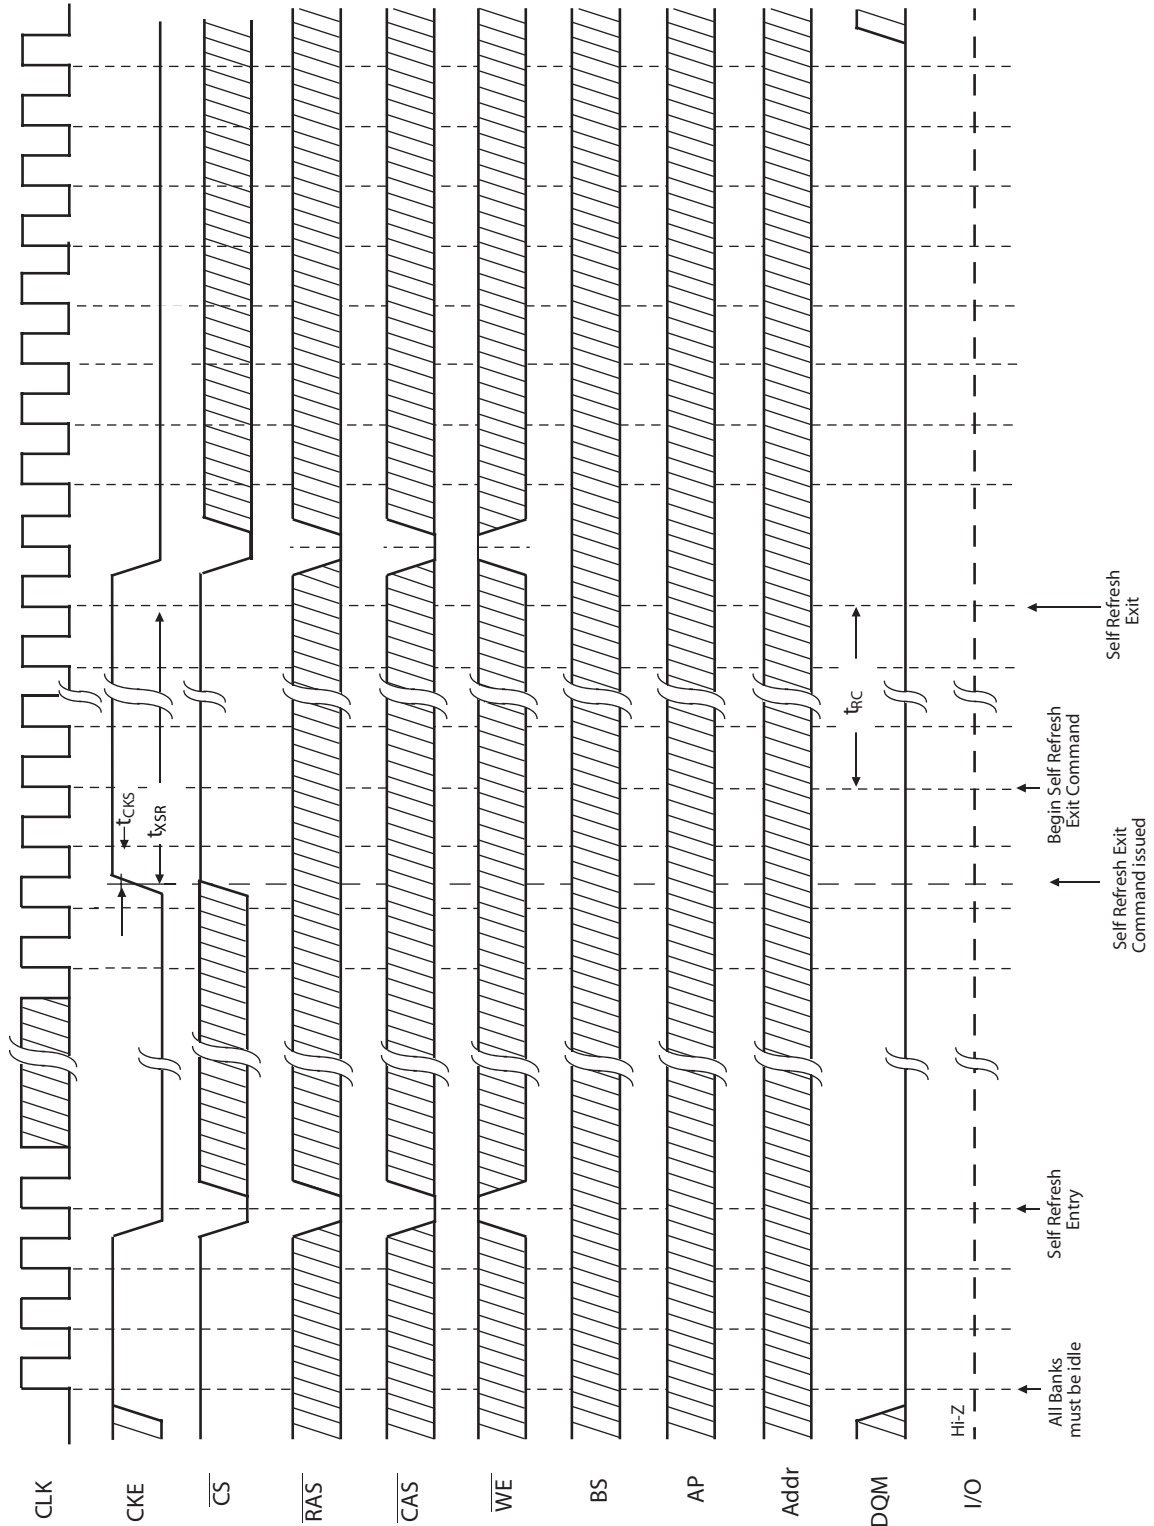 CLK
CKE
CS
RAS
CAS
WE
BS
AP
Addr
DQM
I/O
tCKS
tXSR
tRC
Hi-Z
All Banks
must be idle
Self Refresh
Entry
Self Refresh Exit
Command issued
Begin Self Refresh
Exit Command
Self Refresh
Exit